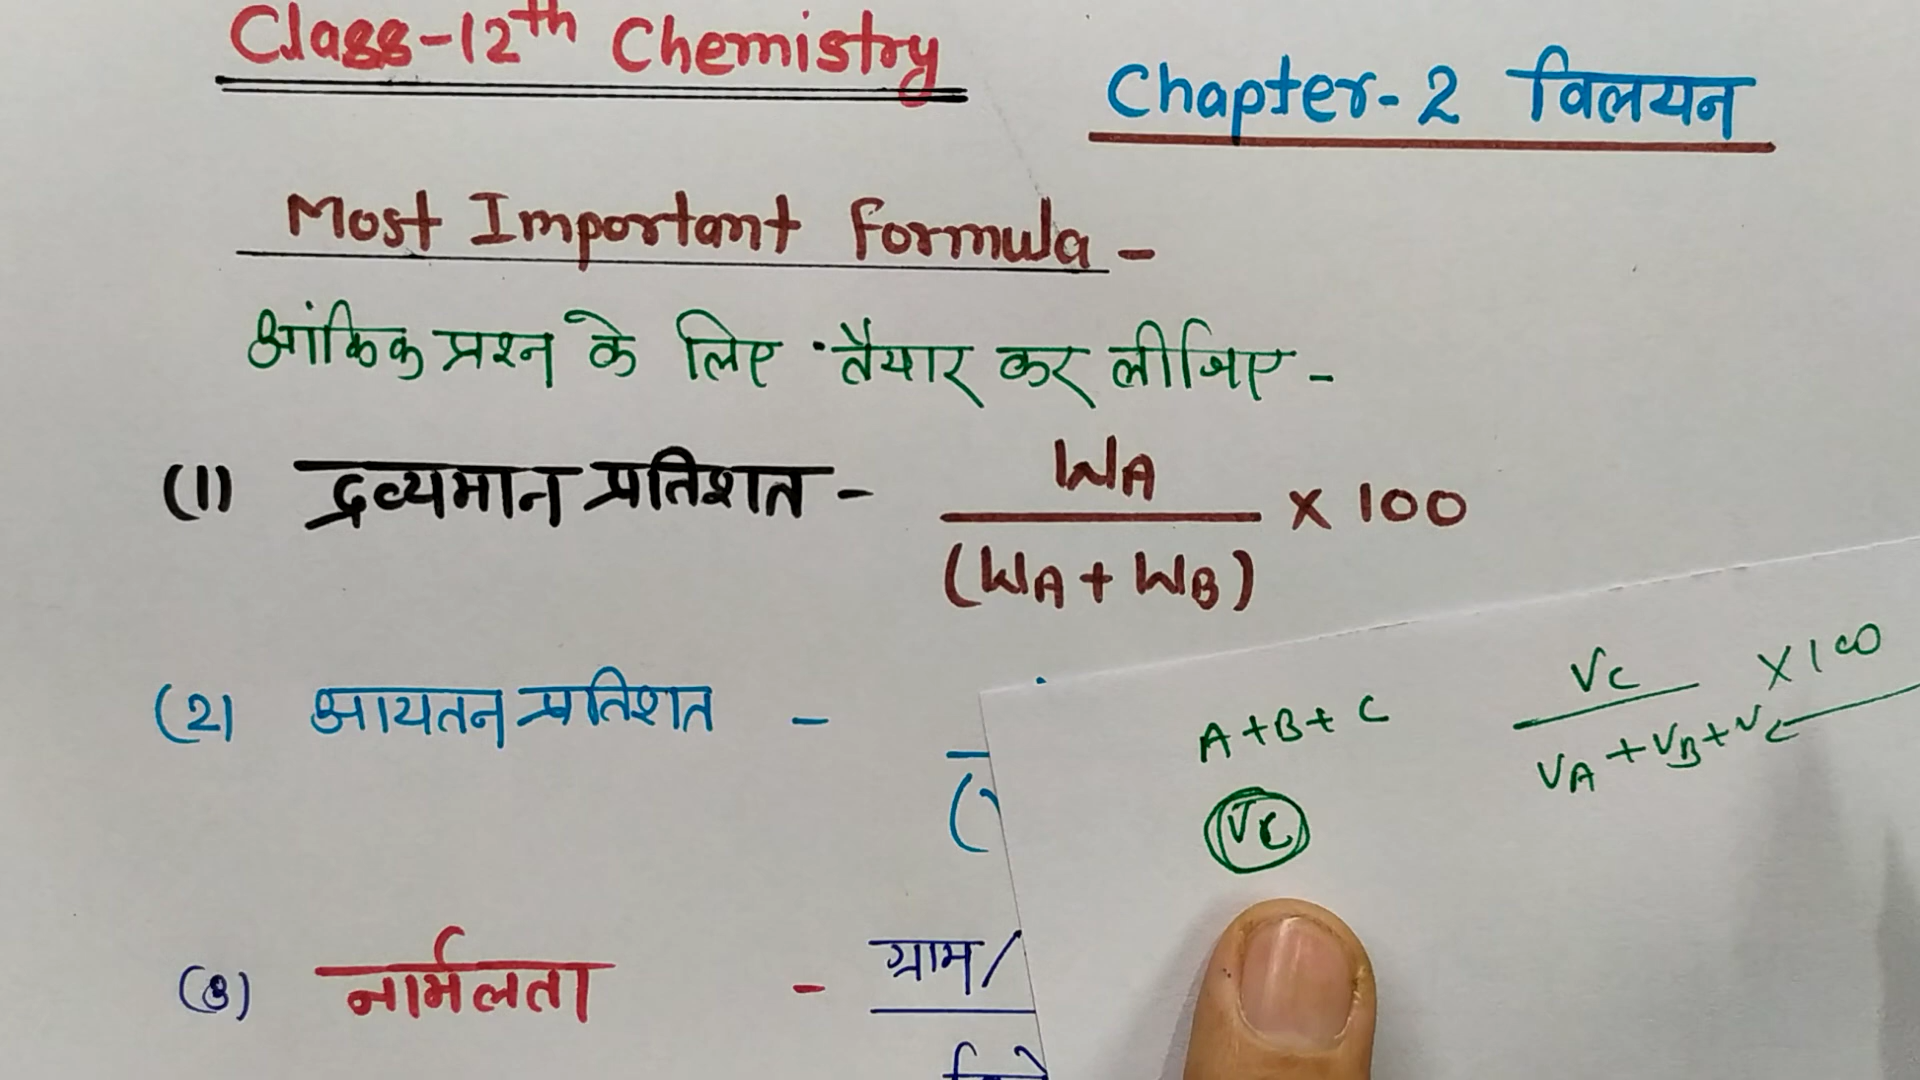 Class-12th Chemistry
Chapter-2 विलयन
Most Important Formula -
आंकिक प्रश्न के लिए तैयार कर लीजिए -
(1) द्रव्यमान प्रतिशत - WA / (WA + WB) × 100
(2) आयतन प्रतिशत -
(
A + B + C
VC
VC / VA + VB + VC × 100
(3) नार्मलता - ग्राम/